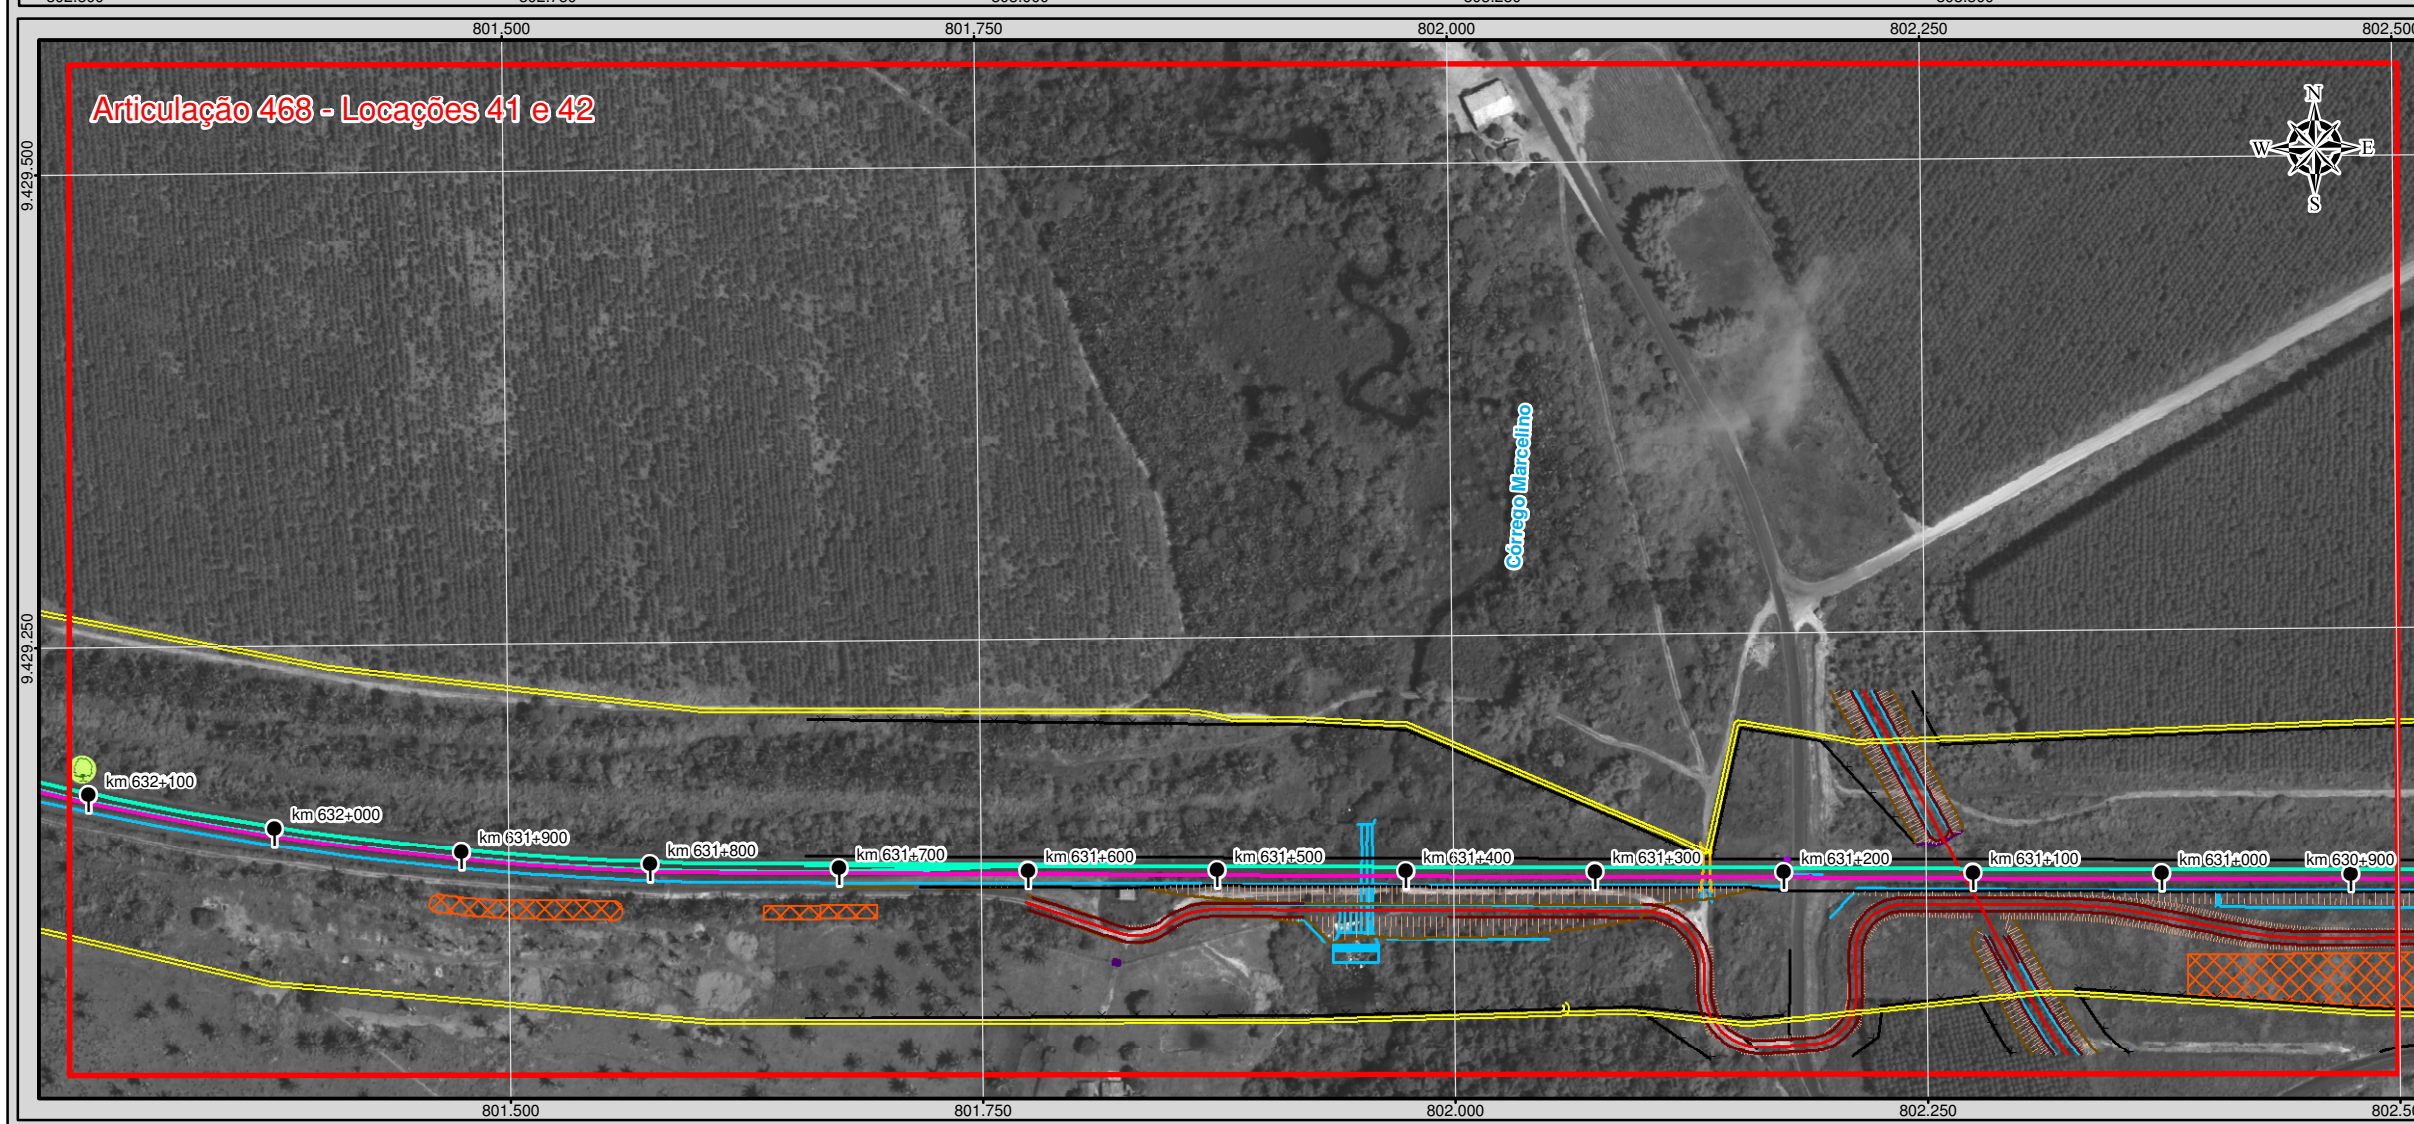 801.500 801.750 802.000 802.250 802.500
Articulação 468 - Locações 41 e 42
N
W E
S
9.429.500
Córrego Marcelino
9.429.250
km 632+100
km 632+000
km 631+900
km 631+800
km 631+700
km 631+600
km 631+500
km 631+400
km 631+300
km 631+200
km 631+100
km 631+000
km 630+900
801.500 801.750 802.000 802.250 802.50